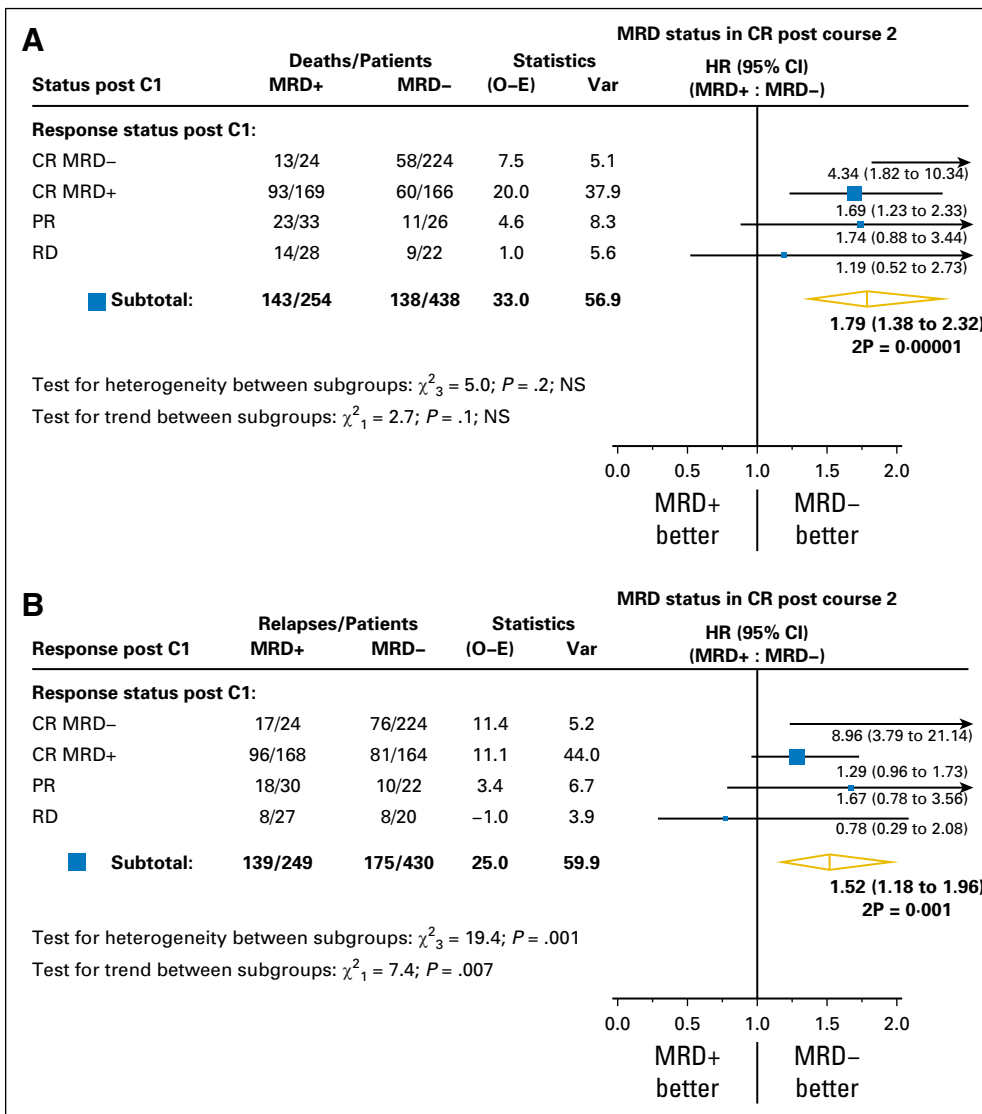 A
MRD status in CR post course 2
Deaths/Patients Statistics HR (95% CI)
Status post C1 MRD+ MRD− (O−E) Var (MRD+ : MRD−)
Response status post C1:
CR MRD− 13/24 58/224 7.5 5.1 4.34 (1.82 to 10.34)
CR MRD+ 93/169 60/166 20.0 37.9 1.69 (1.23 to 2.33)
PR 23/33 11/26 4.6 8.3 1.74 (0.88 to 3.44)
RD 14/28 9/22 1.0 5.6 1.19 (0.52 to 2.73)
Subtotal: 143/254 138/438 33.0 56.9 1.79 (1.38 to 2.32)
2P = 0·00001
Test for heterogeneity between subgroups: χ²₃ = 5.0; P = .2; NS
Test for trend between subgroups: χ²₁ = 2.7; P = .1; NS
0.0 0.5 1.0 1.5 2.0
MRD+ MRD−
better better
B
MRD status in CR post course 2
Relapses/Patients Statistics HR (95% CI)
Response post C1 MRD+ MRD− (O−E) Var (MRD+ : MRD−)
Response status post C1:
CR MRD− 17/24 76/224 11.4 5.2 8.96 (3.79 to 21.14)
CR MRD+ 96/168 81/164 11.1 44.0 1.29 (0.96 to 1.73)
PR 18/30 10/22 3.4 6.7 1.67 (0.78 to 3.56)
RD 8/27 8/20 −1.0 3.9 0.78 (0.29 to 2.08)
Subtotal: 139/249 175/430 25.0 59.9 1.52 (1.18 to 1.96)
2P = 0·001
Test for heterogeneity between subgroups: χ²₃ = 19.4; P = .001
Test for trend between subgroups: χ²₁ = 7.4; P = .007
0.0 0.5 1.0 1.5 2.0
MRD+ MRD−
better better